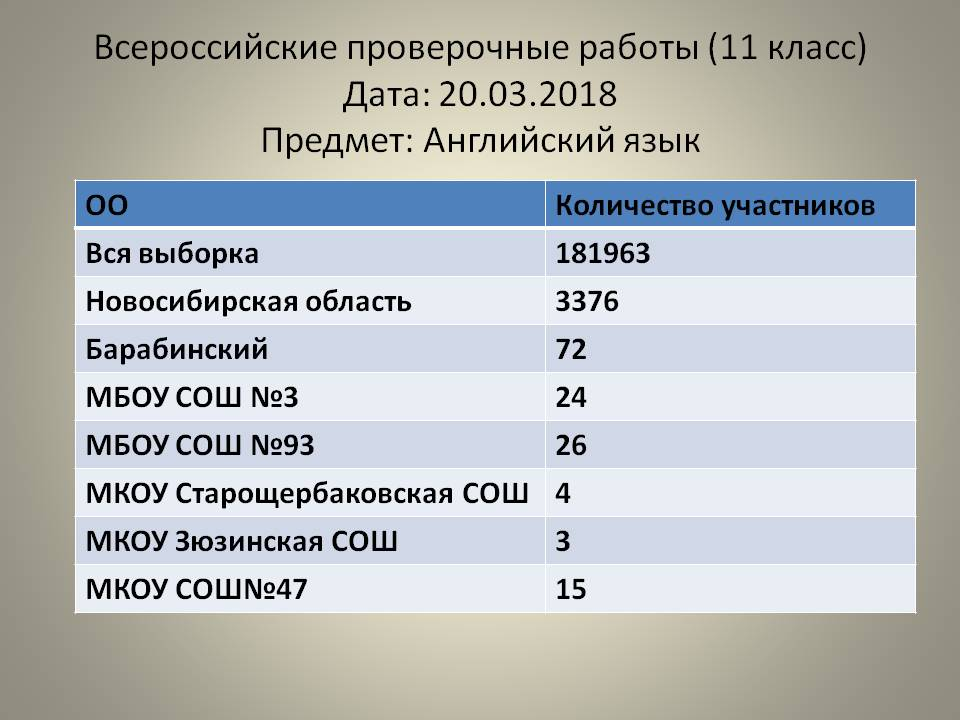 Всероссийские проверочные работы (11 класс)
Дата: 20.03.2018
Предмет: Английский язык
ОО Количество участников
Вся выборка 181963
Новосибирская область 3376
Барабинский 72
МБОУ СОШ №3 24
МБОУ СОШ №93 26
МКОУ Старощербаковская СОШ 4
МКОУ Зюзинская СОШ 3
МКОУ СОШ№47 15